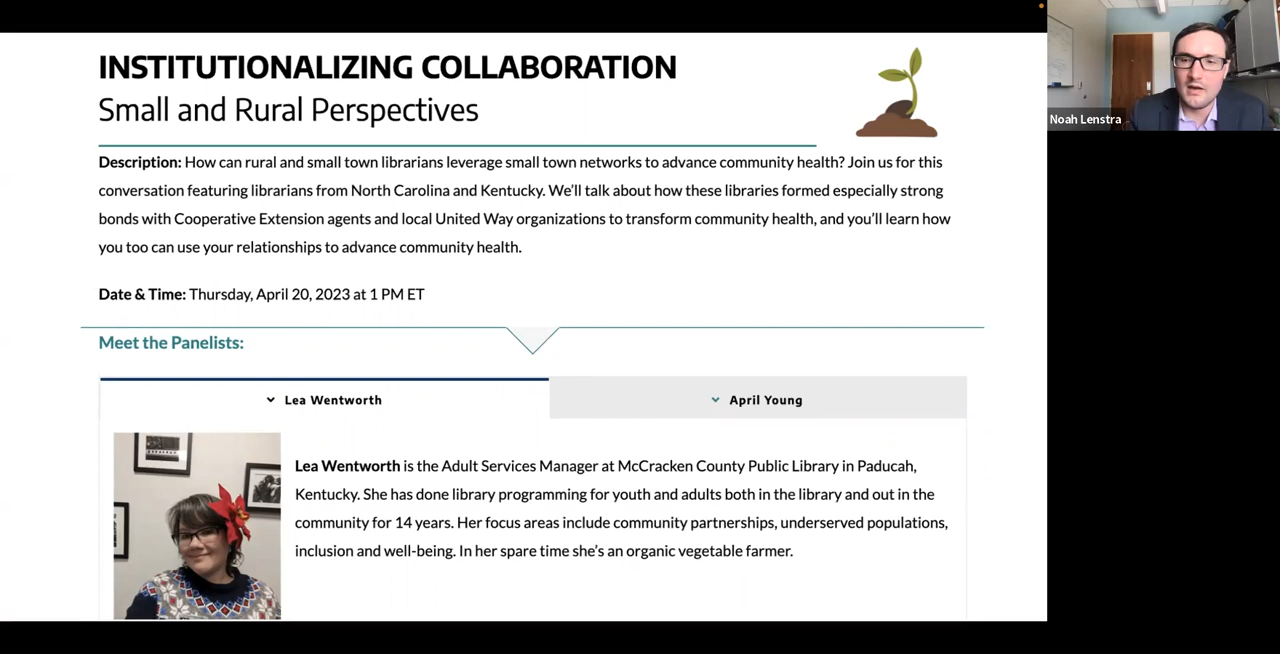 INSTITUTIONALIZING COLLABORATION
Small and Rural Perspectives
Description: How can rural and small town librarians leverage small town networks to advance community health? Join us for this
conversation featuring librarians from North Carolina and Kentucky. We’ll talk about how these libraries formed especially strong
bonds with Cooperative Extension agents and local United Way organizations to transform community health, and you’ll learn how
you too can use your relationships to advance community health.
Date & Time: Thursday, April 20, 2023 at 1 PM ET
Meet the Panelists:
Lea Wentworth
April Young
Lea Wentworth is the Adult Services Manager at McCracken County Public Library in Paducah,
Kentucky. She has done library programming for youth and adults both in the library and out in the
community for 14 years. Her focus areas include community partnerships, underserved populations,
inclusion and well-being. In her spare time she’s an organic vegetable farmer.
Noah Lenstra